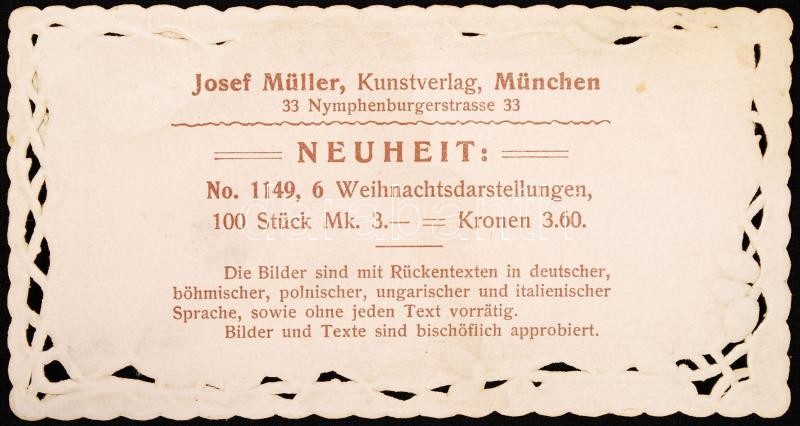 Josef Müller, Kunstverlag, München
33 Nymphenburgerstrasse 33
NEUHEIT:
No. 1149, 6 Weihnachtsdarstellungen,
100 Stück Mk. 3.— = Kronen 3.60.
Die Bilder sind mit Rückentexten in deutscher,
böhmischer, polnischer, ungarischer und italienischer
Sprache, sowie ohne jeden Text vorrätig.
Bilder und Texte sind bischöflich approbiert.
darabanth